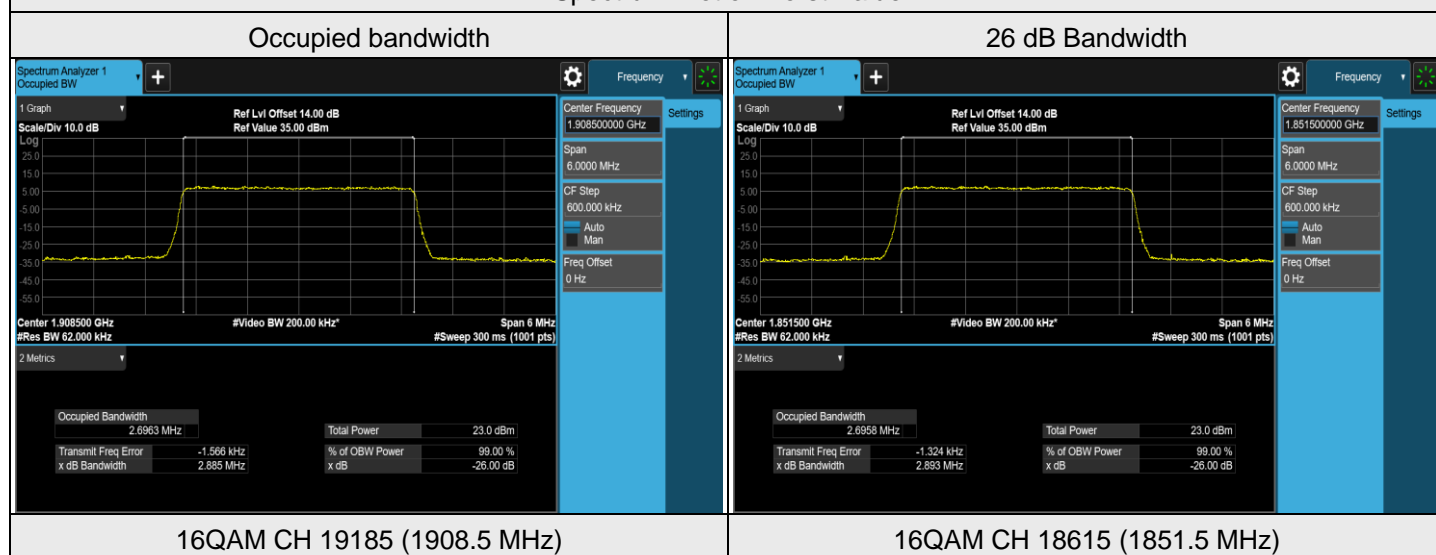 Occupied bandwidth
26 dB Bandwidth
Spectrum Analyzer 1
Occupied BW
+
Frequency
1 Graph
Scale/Div 10.0 dB
Ref Lvl Offset 14.00 dB
Ref Value 35.00 dBm
Log
25.0
15.0
5.00
-5.00
-15.0
-25.0
-35.0
-45.0
-55.0
Center 1.908500 GHz
#Res BW 62.000 kHz
#Video BW 200.00 kHz*
Span 6 MHz
#Sweep 300 ms (1001 pts)
Center Frequency
1.908500000 GHz
Settings
Span
6.0000 MHz
CF Step
600.000 kHz
Auto
Man
Freq Offset
0 Hz
2 Metrics
Occupied Bandwidth
2.6963 MHz
Total Power 23.0 dBm
Transmit Freq Error -1.566 kHz
% of OBW Power 99.00 %
x dB Bandwidth 2.885 MHz
x dB -26.00 dB
Spectrum Analyzer 1
Occupied BW
+
Frequency
1 Graph
Scale/Div 10.0 dB
Ref Lvl Offset 14.00 dB
Ref Value 35.00 dBm
Log
25.0
15.0
5.00
-5.00
-15.0
-25.0
-35.0
-45.0
-55.0
Center 1.851500 GHz
#Res BW 62.000 kHz
#Video BW 200.00 kHz*
Span 6 MHz
#Sweep 300 ms (1001 pts)
Center Frequency
1.851500000 GHz
Settings
Span
6.0000 MHz
CF Step
600.000 kHz
Auto
Man
Freq Offset
0 Hz
2 Metrics
Occupied Bandwidth
2.6958 MHz
Total Power 23.0 dBm
Transmit Freq Error -1.324 kHz
% of OBW Power 99.00 %
x dB Bandwidth 2.893 MHz
x dB -26.00 dB
16QAM CH 19185 (1908.5 MHz)
16QAM CH 18615 (1851.5 MHz)